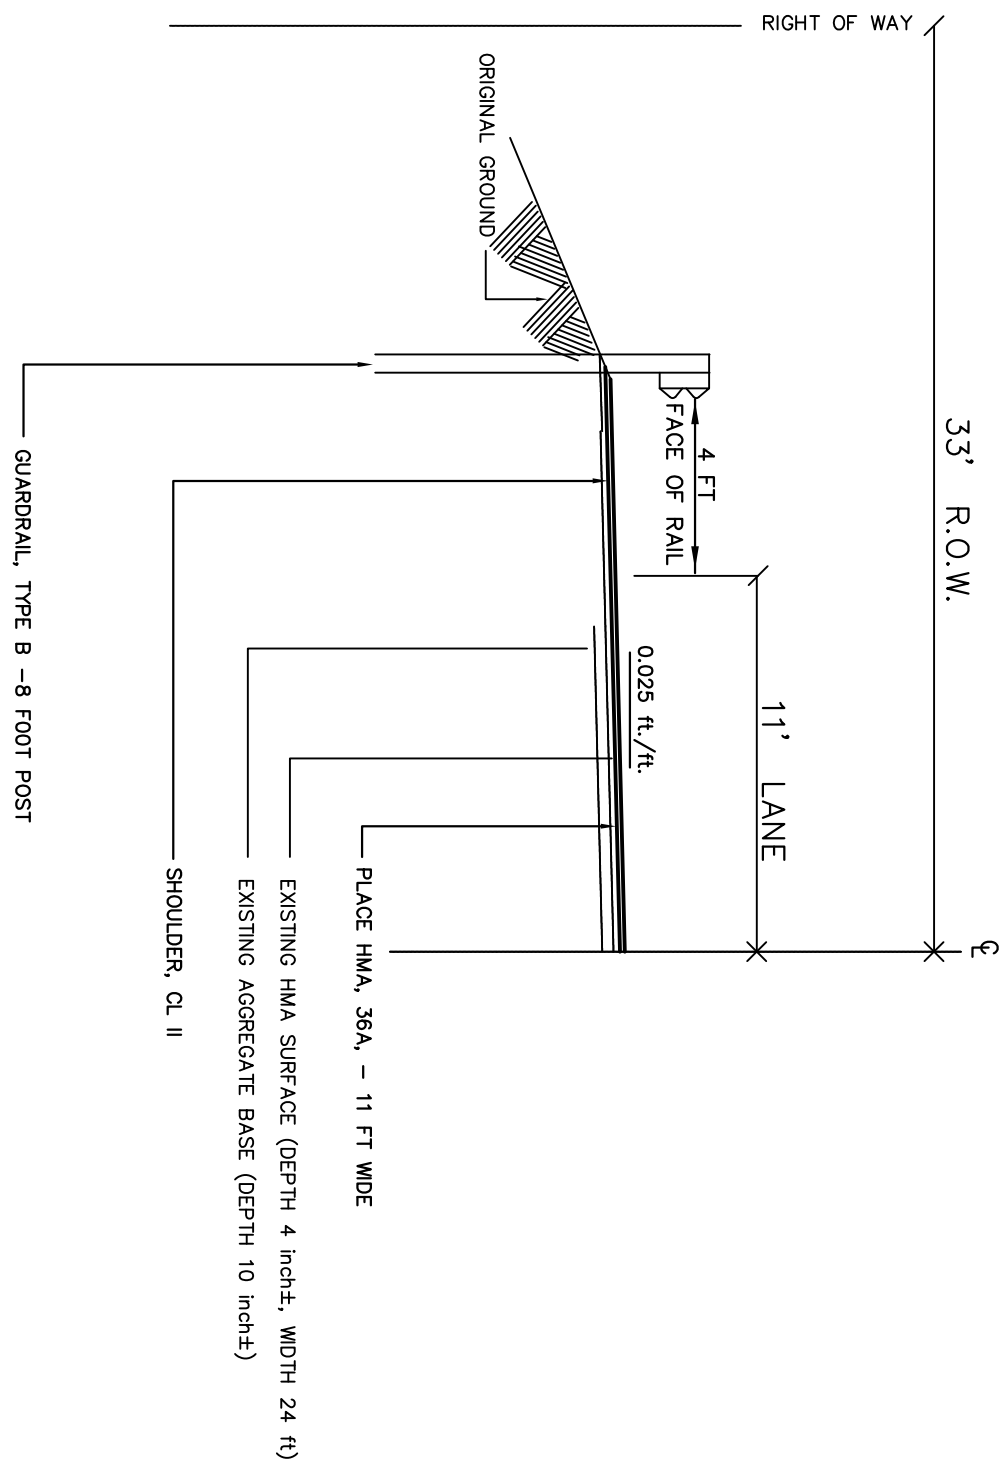 RIGHT OF WAY
33' R.O.W.
℄
11' LANE
4 FT
FACE OF RAIL
0.025 ft./ft.
ORIGINAL GROUND
PLACE HMA, 36A, – 11 FT WIDE
EXISTING HMA SURFACE (DEPTH 4 inch±, WIDTH 24 ft)
EXISTING AGGREGATE BASE (DEPTH 10 inch±)
SHOULDER, CL II
GUARDRAIL, TYPE B –8 FOOT POST